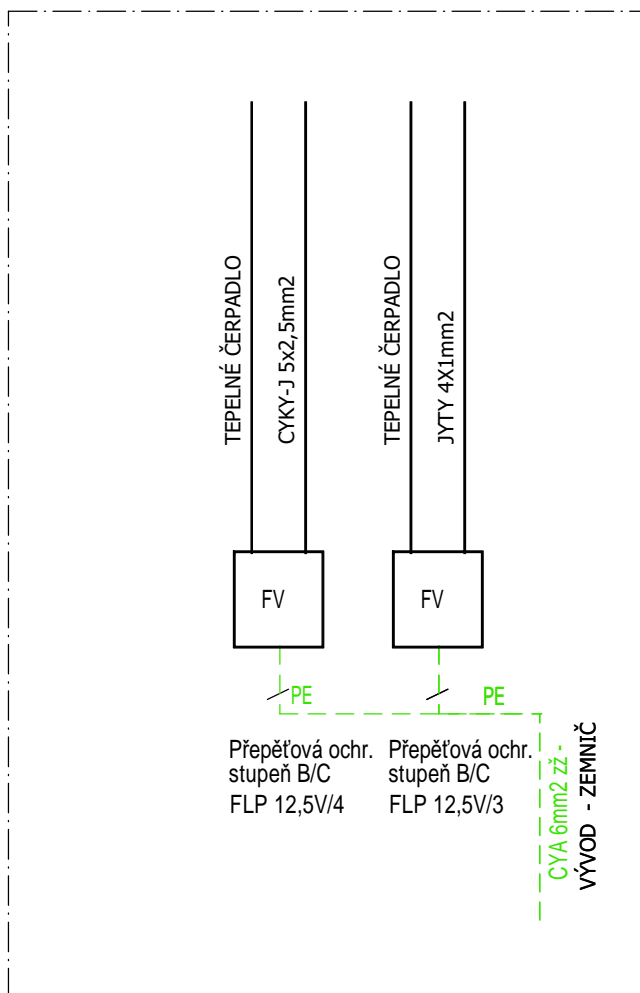 TEPELNÉ ČERPADLO
CYKY-J 5x2,5mm2
TEPELNÉ ČERPADLO
JYTY 4X1mm2
FV
FV
PE
PE
Přepěťová ochr.
stupeň B/C
FLP 12,5V/4
Přepěťová ochr.
stupeň B/C
FLP 12,5V/3
CYA 6mm2 zž -
VÝVOD - ZEMNIČ